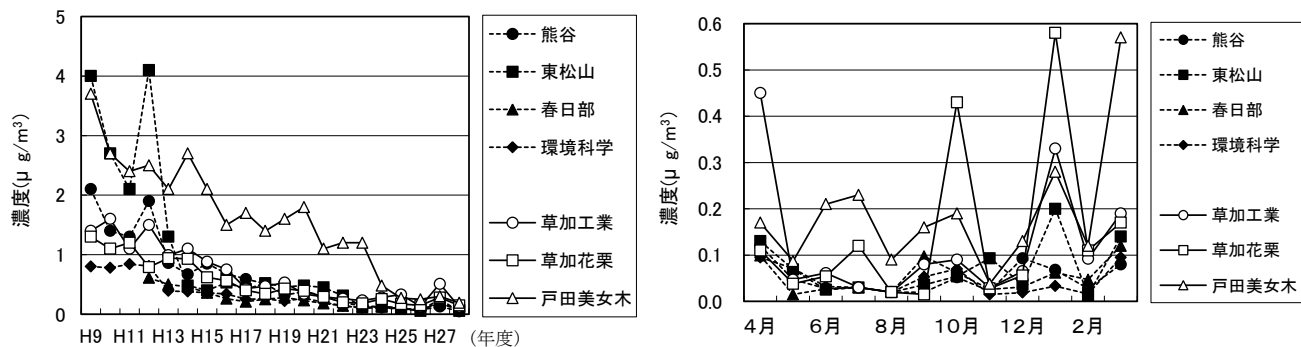 5
4
3
2
1
0
濃度(μ g/m³)
H9 H11 H13 H15 H17 H19 H21 H23 H25 H27 (年度)
熊谷
東松山
春日部
環境科学
草加工業
草加花栗
戸田美女木
0.6
0.5
0.4
0.3
0.2
0.1
0.0
濃度(μ g/m³)
4月 6月 8月 10月 12月 2月
熊谷
東松山
春日部
環境科学
草加工業
草加花栗
戸田美女木